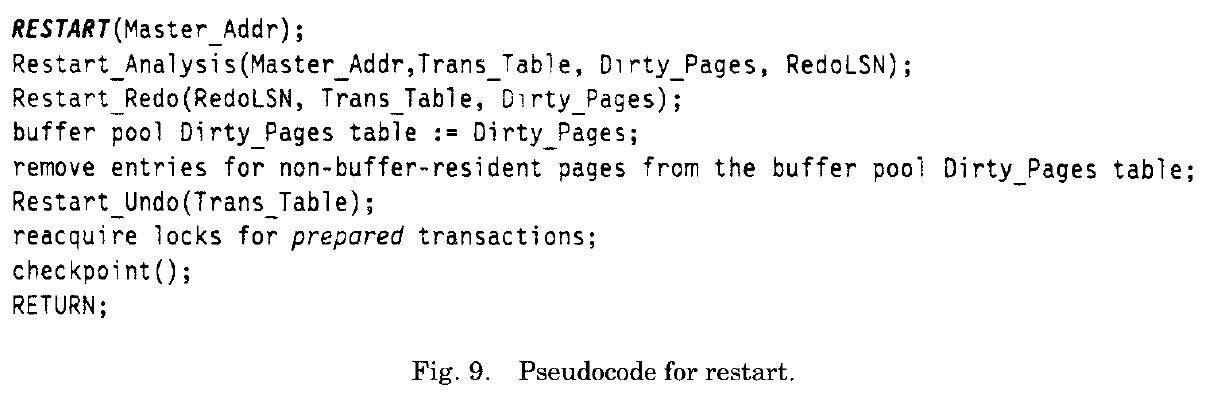 RESTART(Master_Addr);
Restart_Analysis(Master_Addr,Trans_Table, Dirty_Pages, RedoLSN);
Restart_Redo(RedoLSN, Trans_Table, Dirty_Pages);
buffer pool Dirty_Pages table := Dirty_Pages;
remove entries for non-buffer-resident pages from the buffer pool Dirty_Pages table;
Restart_Undo(Trans_Table);
reacquire locks for prepared transactions;
checkpoint();
RETURN;
Fig. 9. Pseudocode for restart.